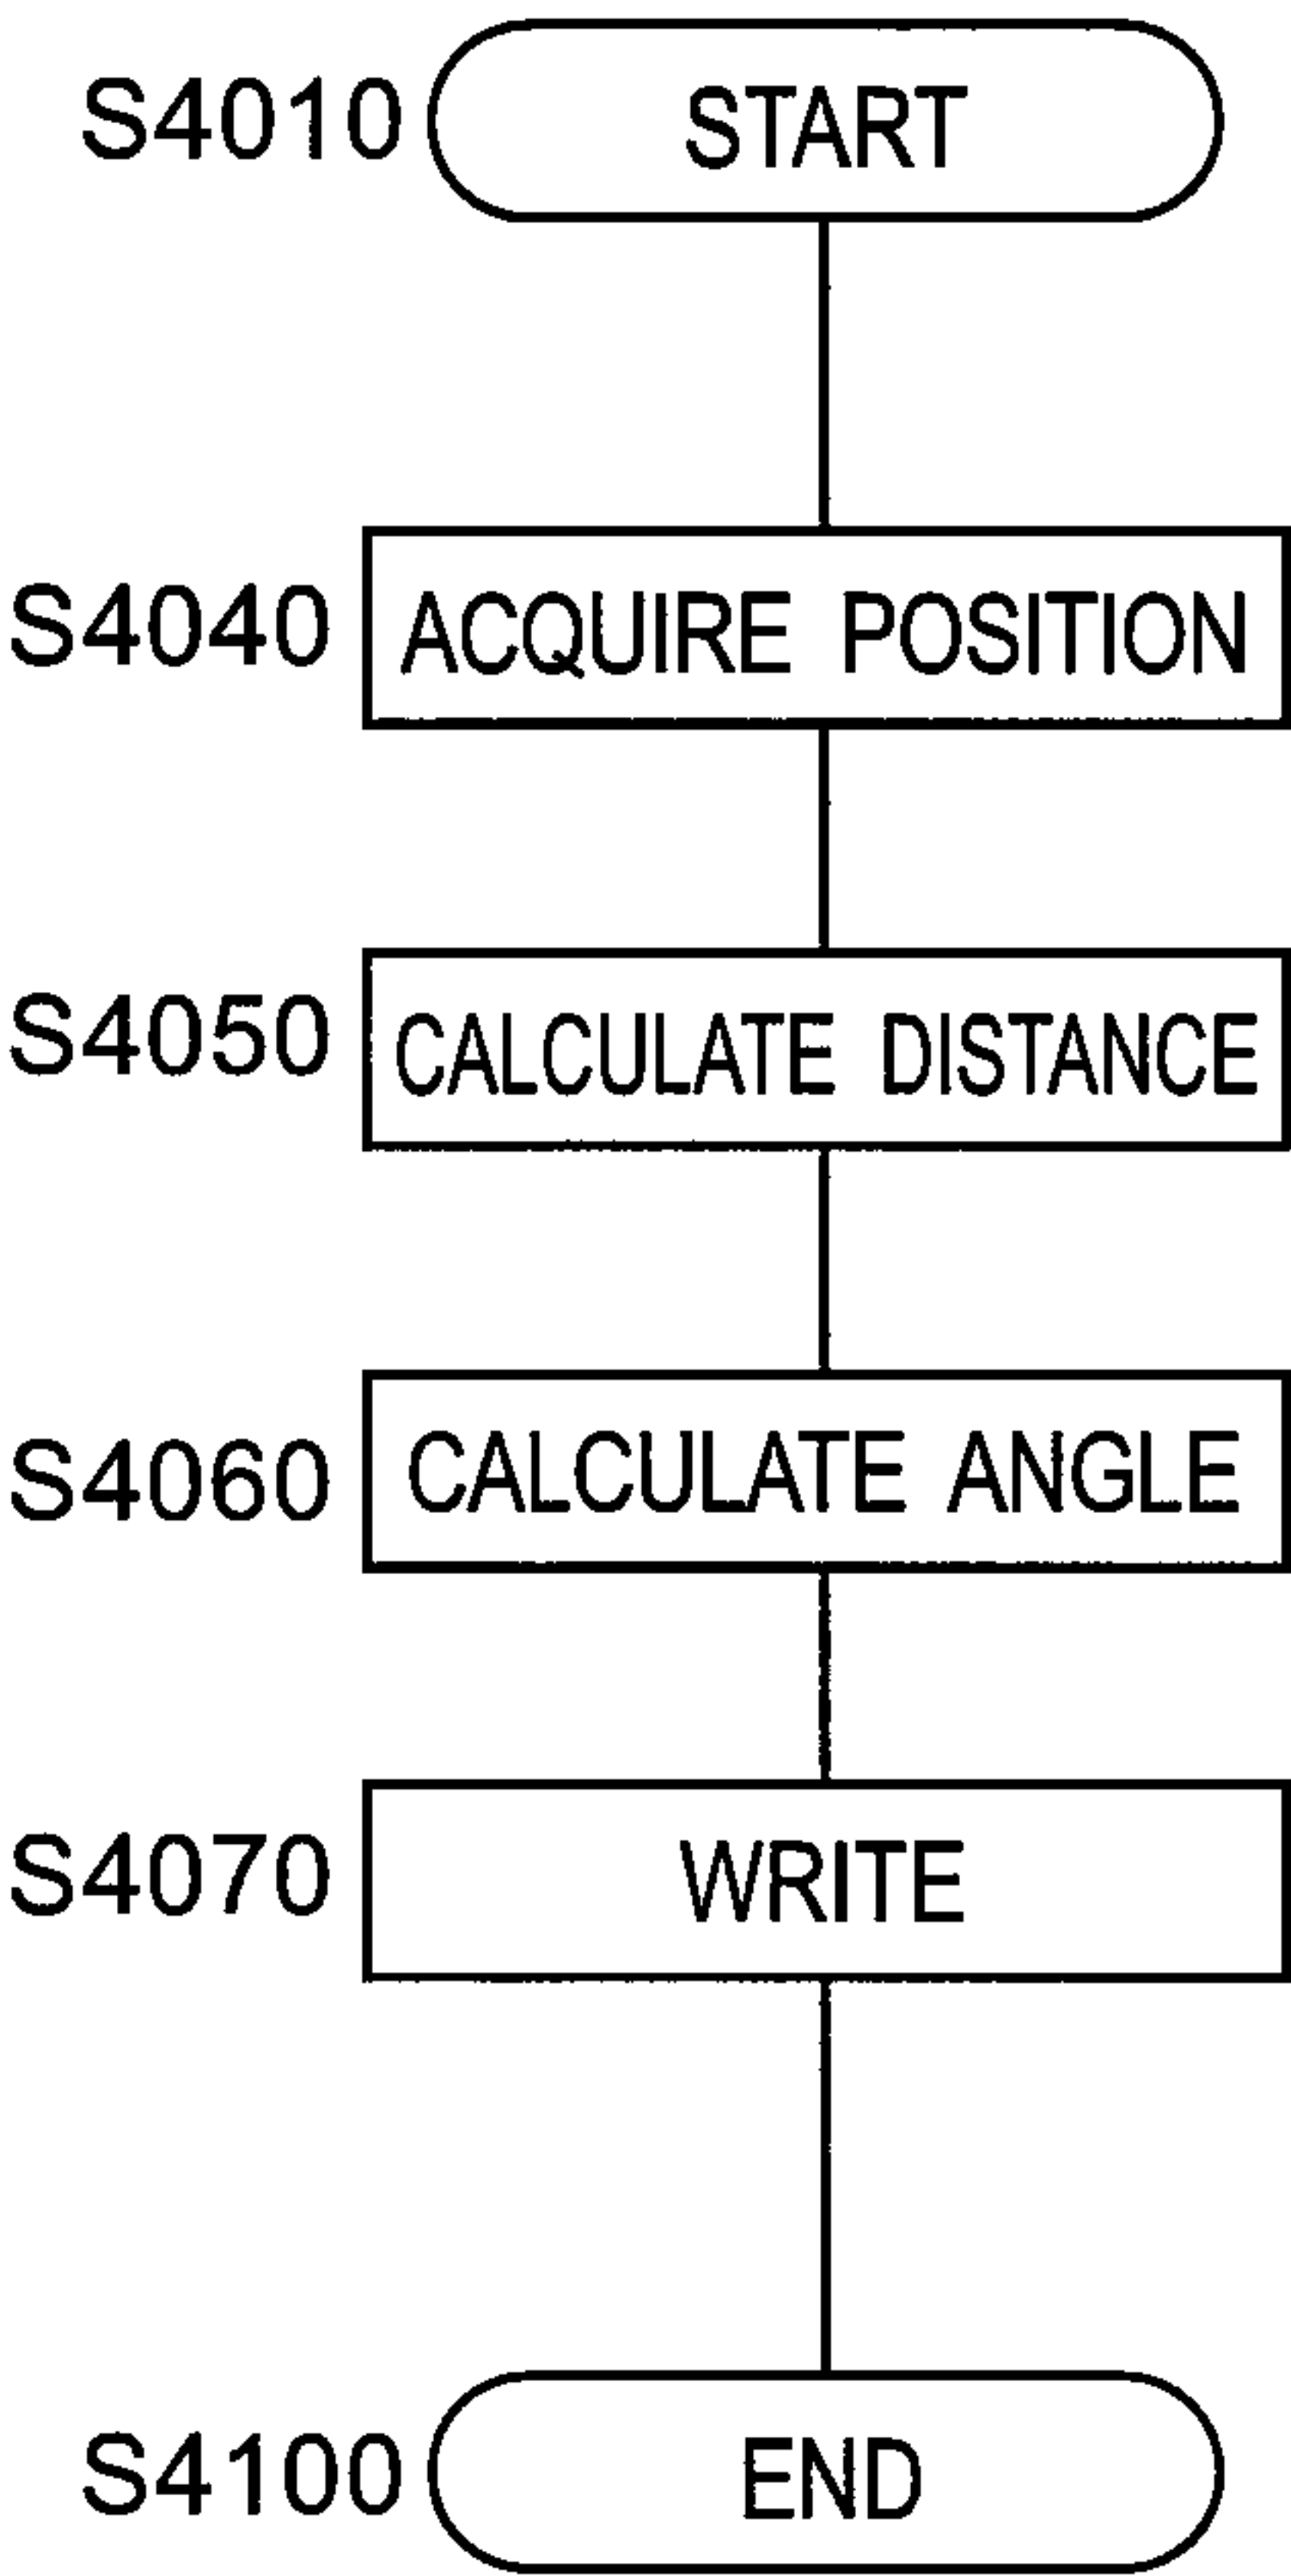 S4010 START
S4040 ACQUIRE POSITION
S4050 CALCULATE DISTANCE
S4060 CALCULATE ANGLE
S4070 WRITE
S4100 END